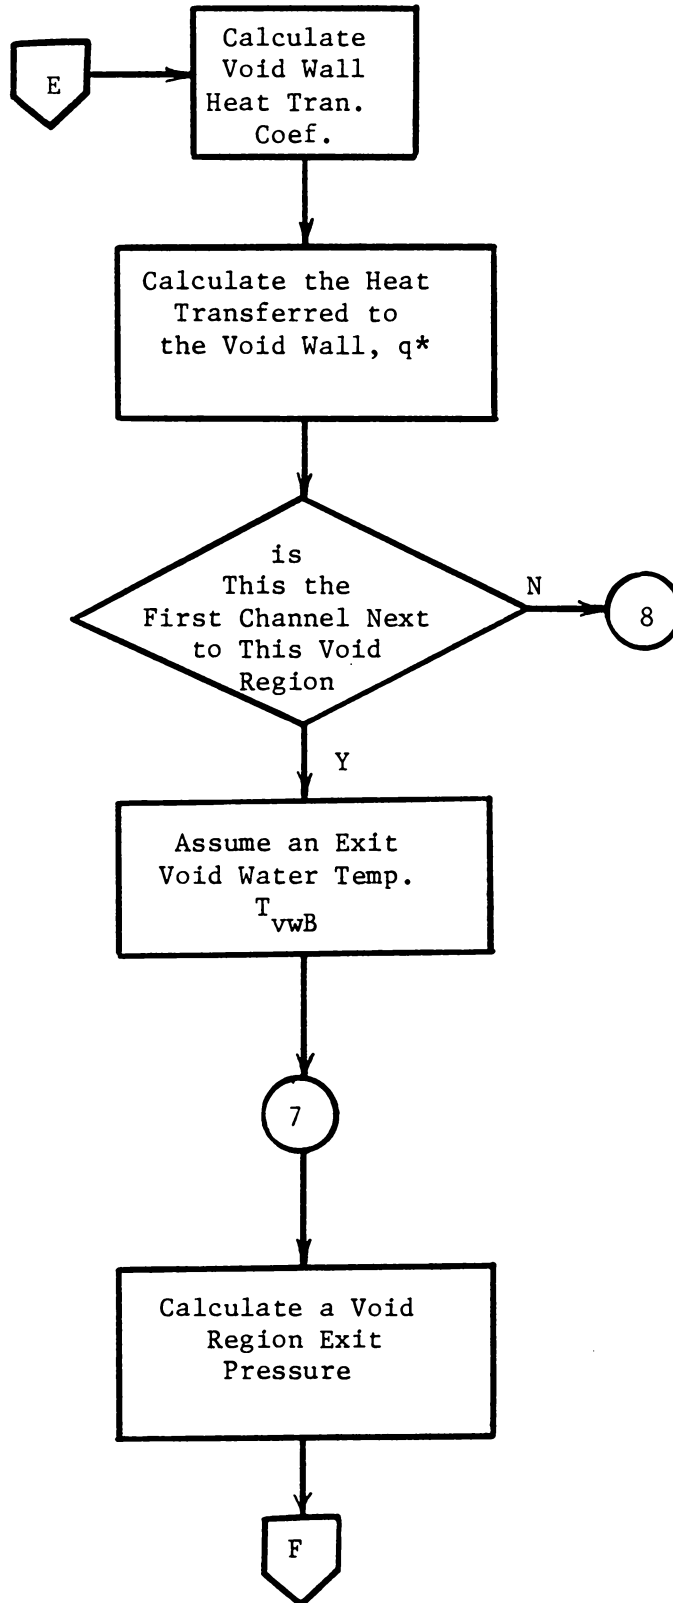 E
Calculate
Void Wall
Heat Tran.
Coef.
Calculate the Heat
Transferred to
the Void Wall, q*
is
This the
First Channel Next
to This Void
Region
N
8
Y
Assume an Exit
Void Water Temp.
TvwB
7
Calculate a Void
Region Exit
Pressure
F